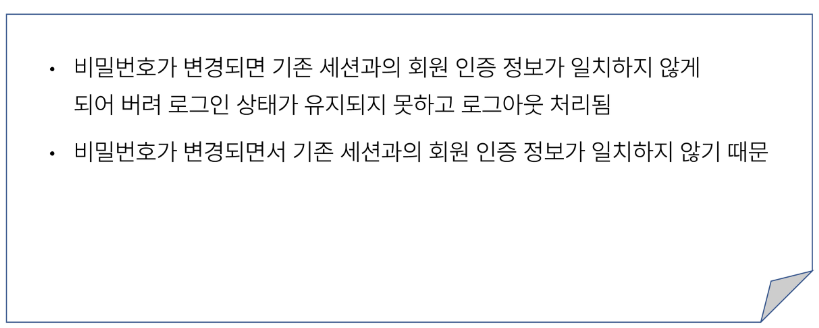 • 비밀번호가 변경되면 기존 세션과의 회원 인증 정보가 일치하지 않게
되어 버려 로그인 상태가 유지되지 못하고 로그아웃 처리됨
• 비밀번호가 변경되면서 기존 세션과의 회원 인증 정보가 일치하지 않기 때문